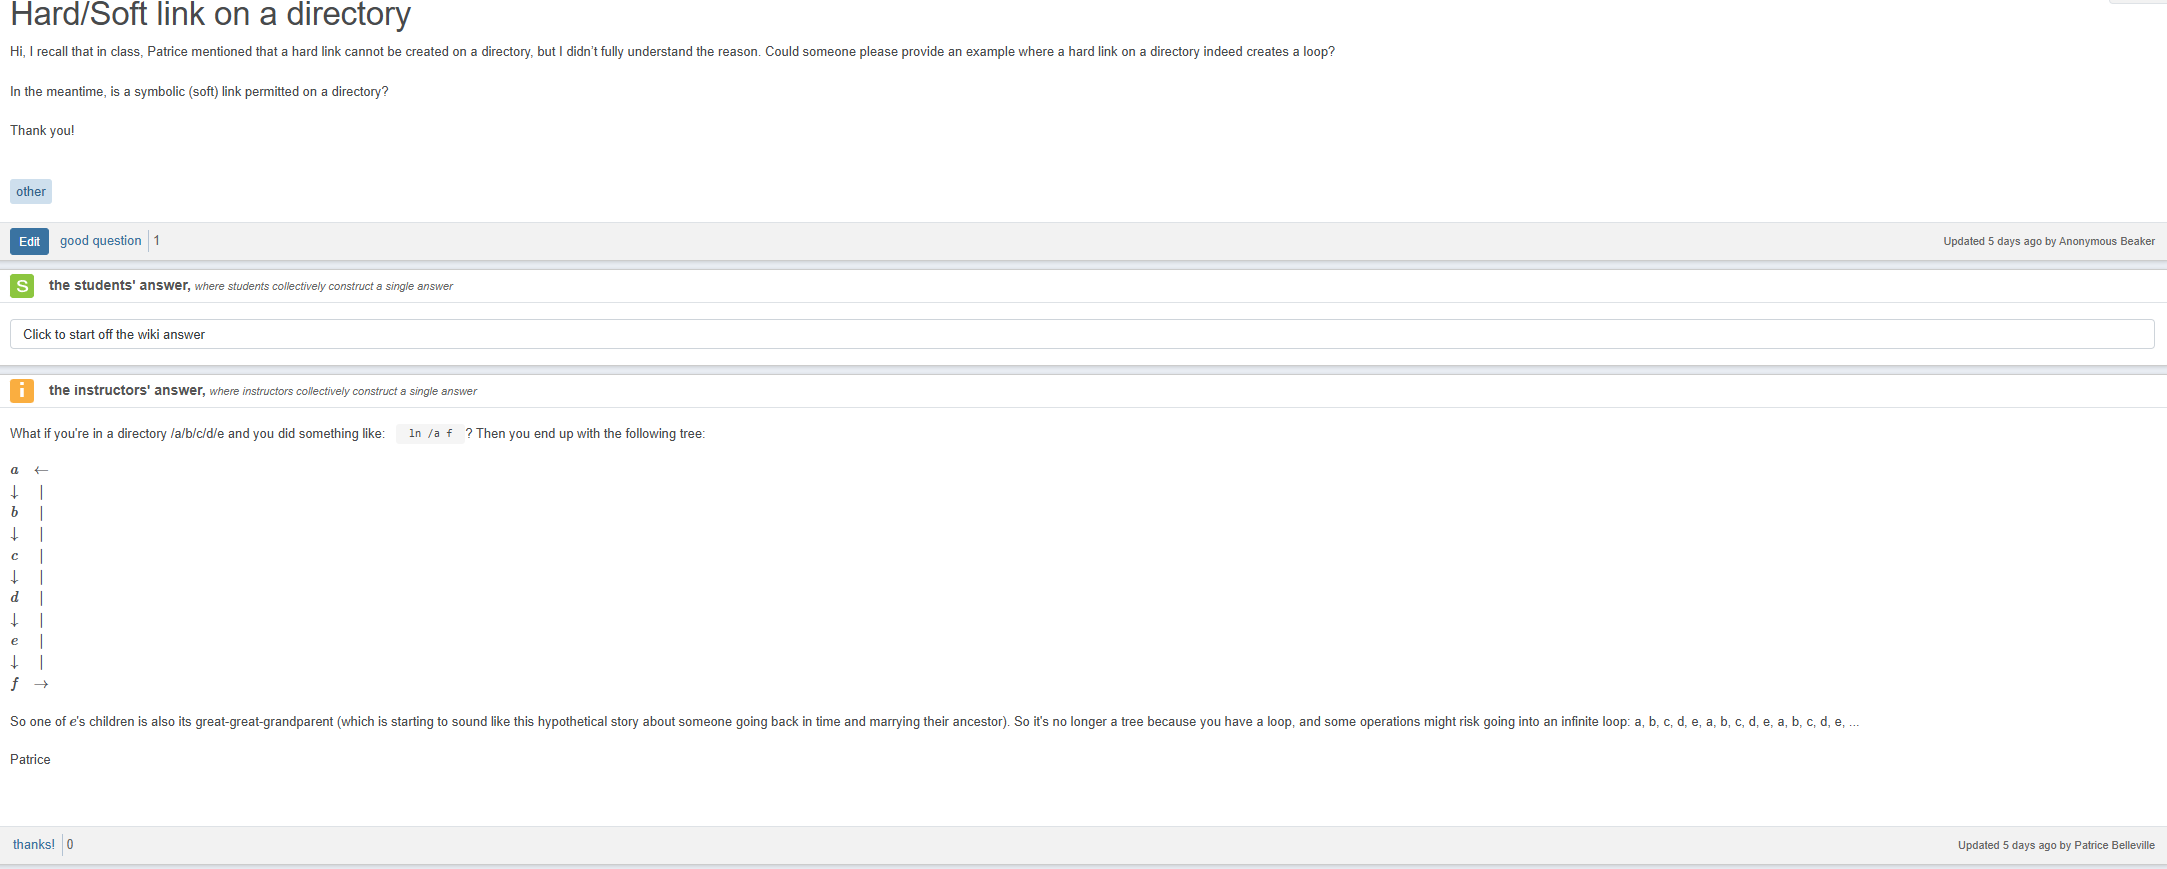 Hard/Soft link on a directory
Hi, I recall that in class, Patrice mentioned that a hard link cannot be created on a directory, but I didn't fully understand the reason. Could someone please provide an example where a hard link on a directory indeed creates a loop?
In the meantime, is a symbolic (soft) link permitted on a directory?
Thank you!
other
Edit good question 1 Updated 5 days ago by Anonymous Beaker
S the students' answer, where students collectively construct a single answer
Click to start off the wiki answer
i the instructors' answer, where instructors collectively construct a single answer
What if you're in a directory /a/b/c/d/e and you did something like: ln /a f ? Then you end up with the following tree:
a ←
↓ |
b |
↓ |
c |
↓ |
d |
↓ |
e |
↓ |
f →
So one of e's children is also its great-great-grandparent (which is starting to sound like this hypothetical story about someone going back in time and marrying their ancestor). So it's no longer a tree because you have a loop, and some operations might risk going into an infinite loop: a, b, c, d, e, a, b, c, d, e, a, b, c, d, e, ...
Patrice
thanks! 0 Updated 5 days ago by Patrice Belleville